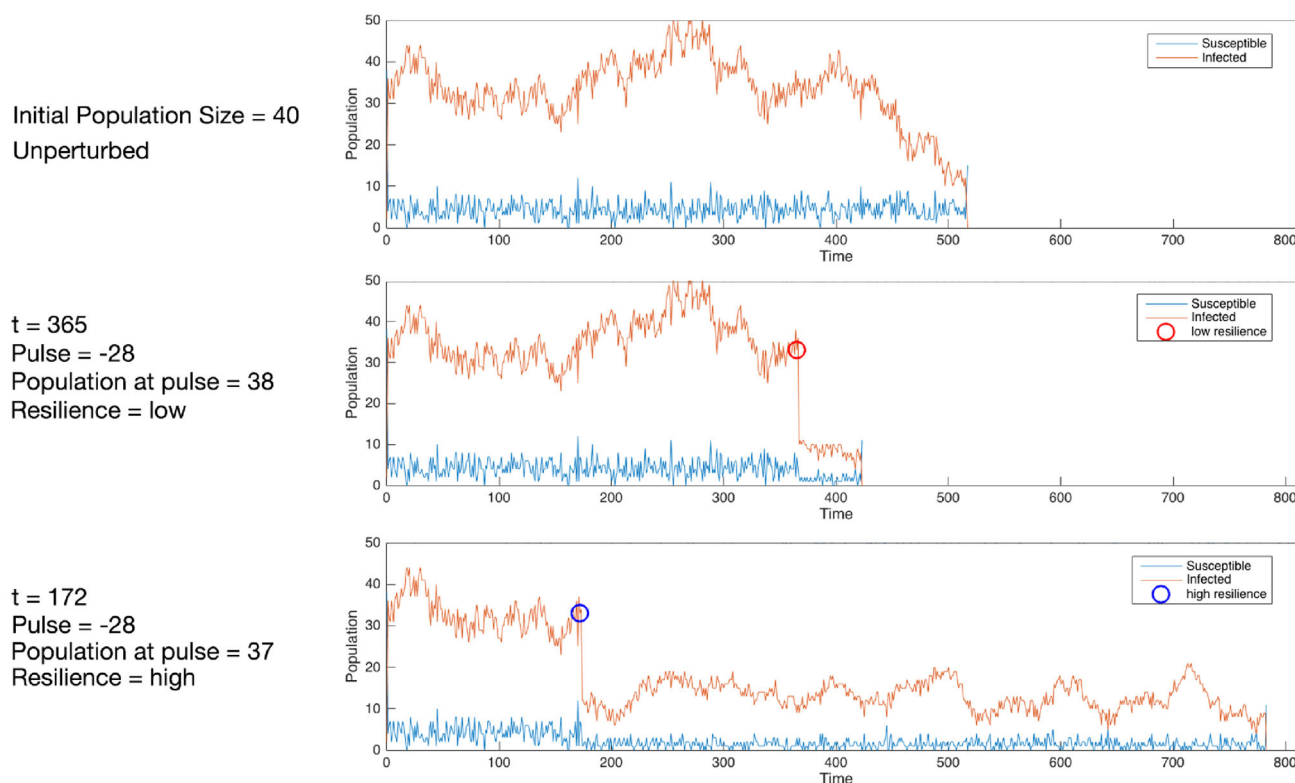 Initial Population Size = 40
Unperturbed
50
40
30
20
10
0
Population
0 100 200 300 400 500 600 700 800
Time
Susceptible
Infected
t = 365
Pulse = -28
Population at pulse = 38
Resilience = low
50
40
30
20
10
0
Population
0 100 200 300 400 500 600 700 800
Time
Susceptible
Infected
low resilience
t = 172
Pulse = -28
Population at pulse = 37
Resilience = high
50
40
30
20
10
0
Population
0 100 200 300 400 500 600 700 800
Time
Susceptible
Infected
high resilience